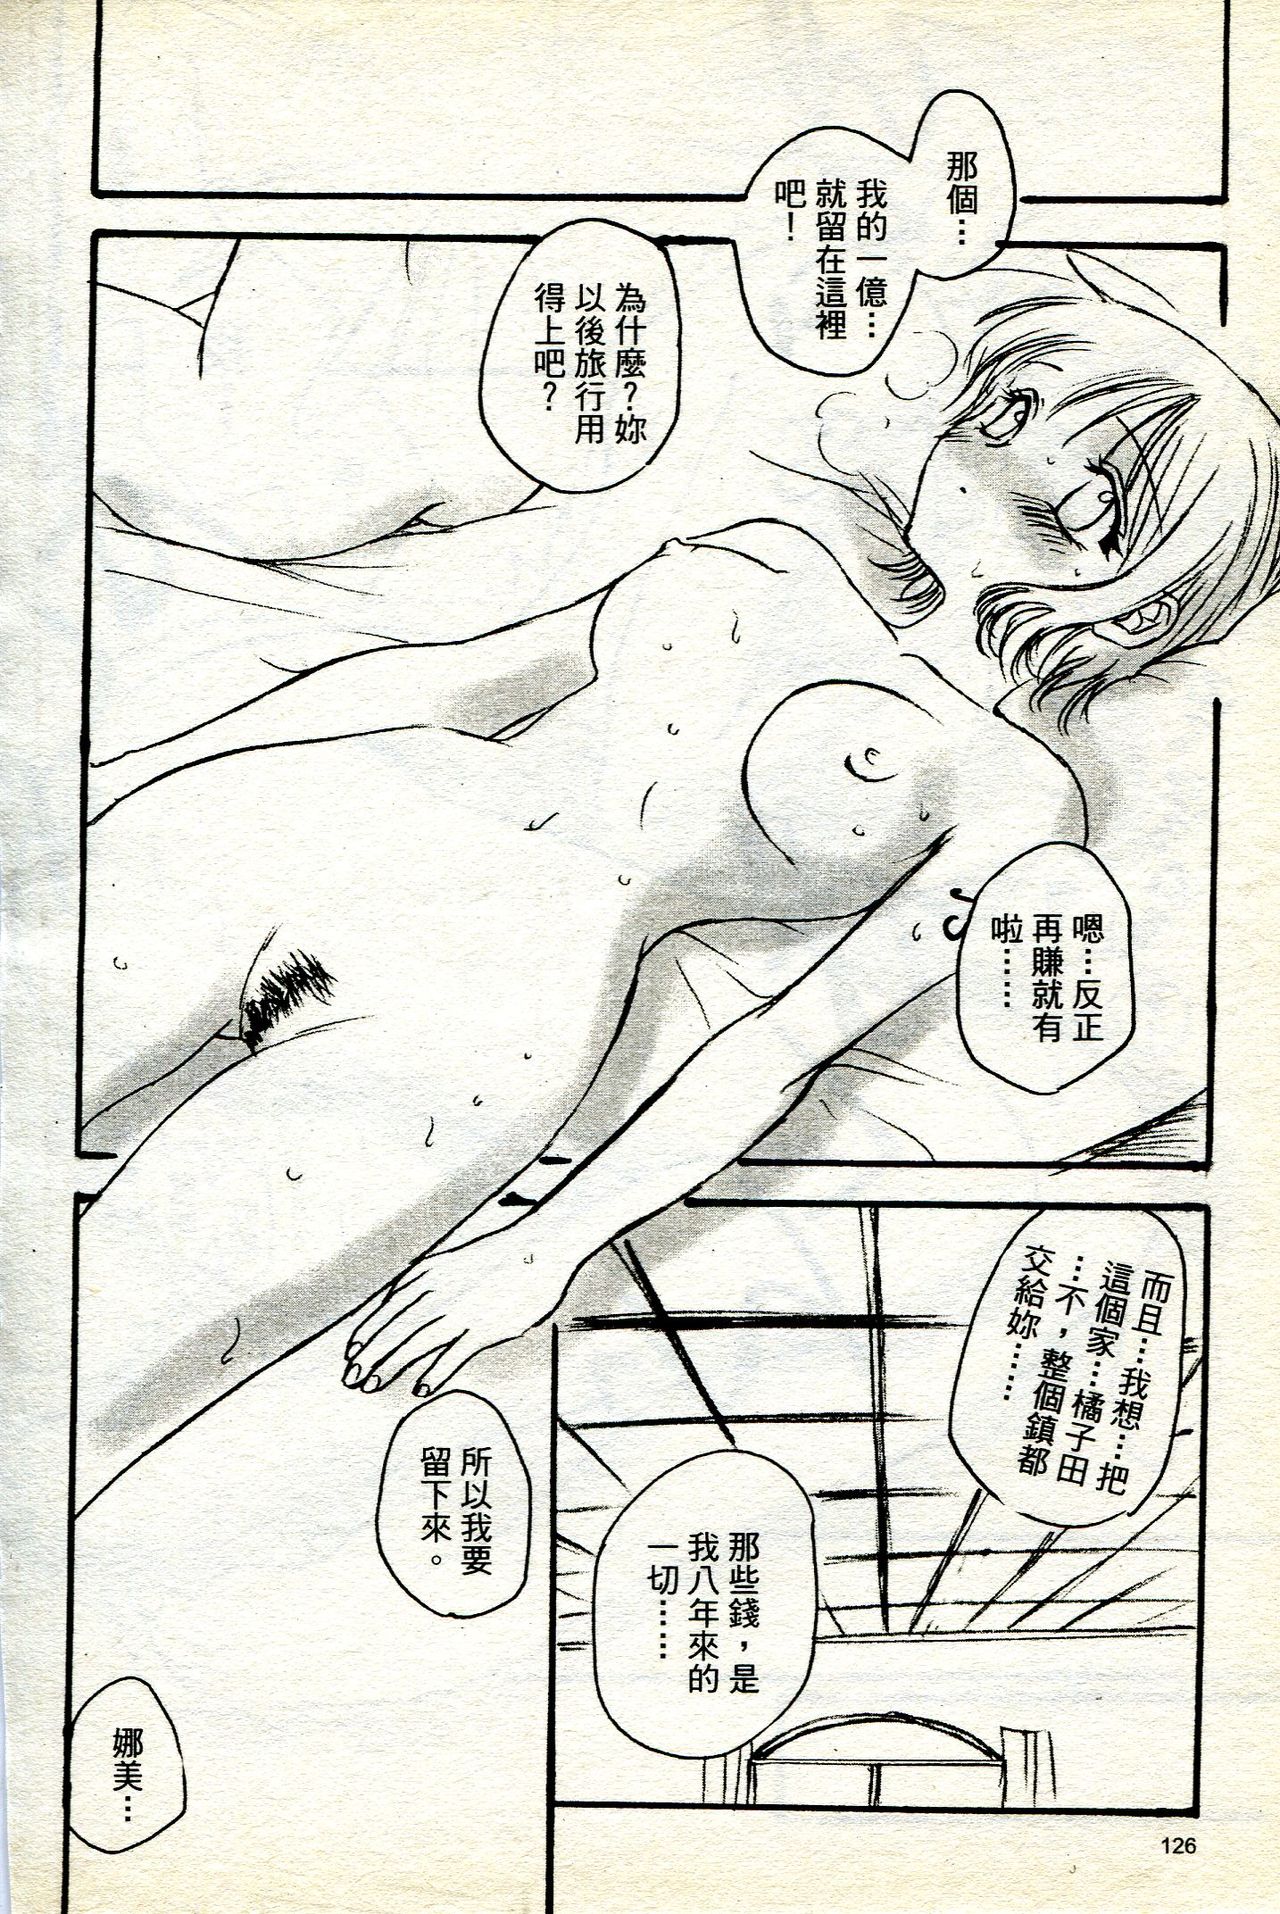 那個…
我的一億…
就留在這裡
吧！
為什麼？妳
以後旅行用
得上吧？
嗯…反正
再賺就有
啦……
而且…我想…把
這個家…橘子田
…不，整個鎮都
交給妳……
那些錢，是
我八年來的
一切……
所以我要
留下來。
娜美…
126